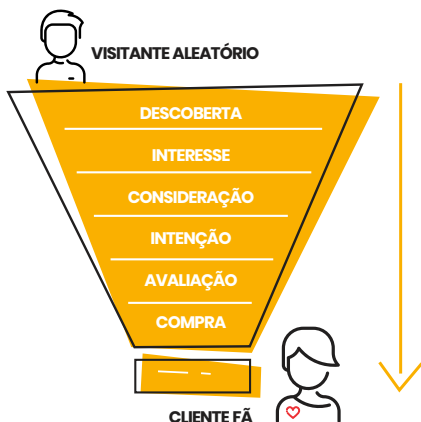 VISITANTE ALEATÓRIO
DESCOBERTA
INTERESSE
CONSIDERAÇÃO
INTENÇÃO
AVALIAÇÃO
COMPRA
CLIENTE FÃ